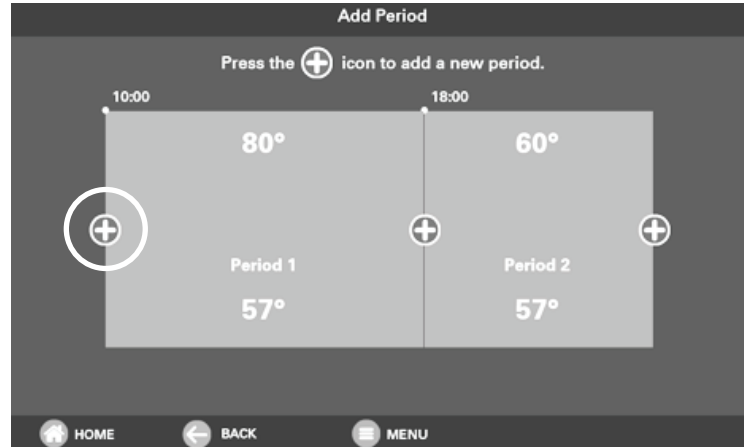 Add Period
Press the icon to add a new period.
10:00 18:00
80° 60°
Period 1 Period 2
57° 57°
HOME BACK MENU